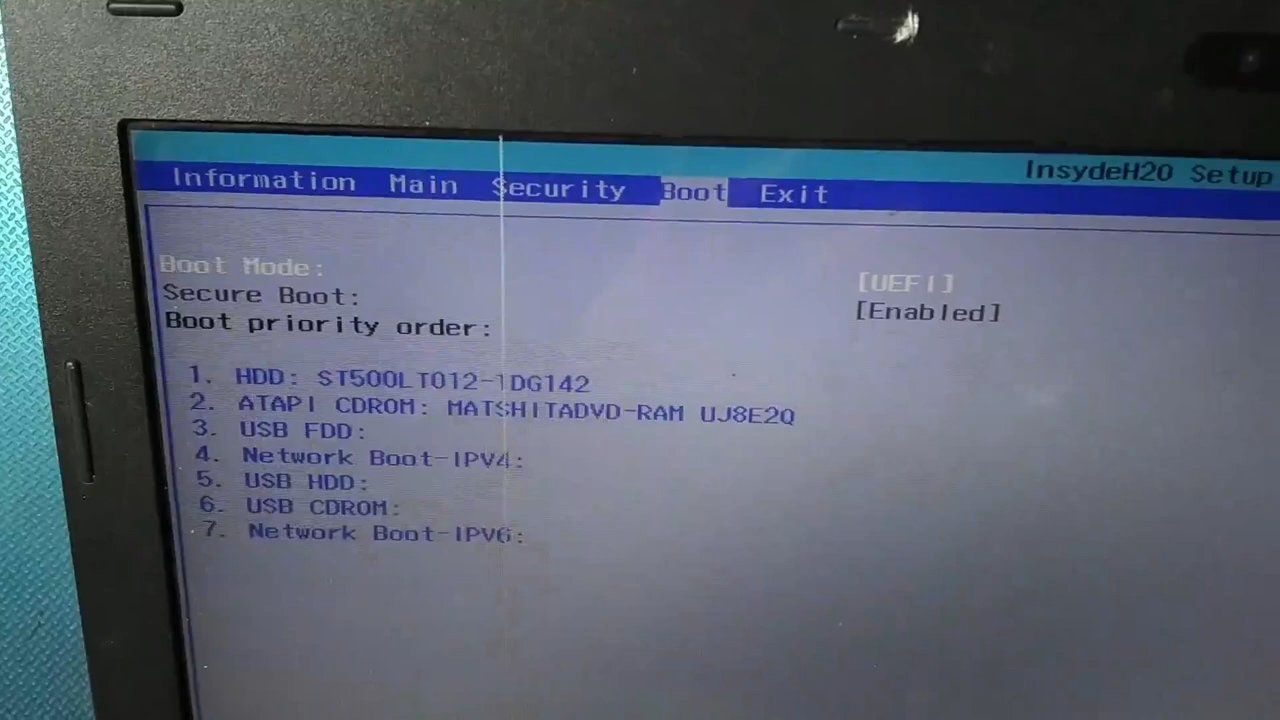 InsydeH20 Setup
Information Main Security Boot Exit
Boot Mode: [UEFI]
Secure Boot: [Enabled]
Boot priority order:
1. HDD: ST500LT012-1DG142
2. ATAPI CDROM: MATSHITADVD-RAM UJ8E2Q
3. USB FDD:
4. Network Boot-IPV4:
5. USB HDD:
6. USB CDROM:
7. Network Boot-IPV6: